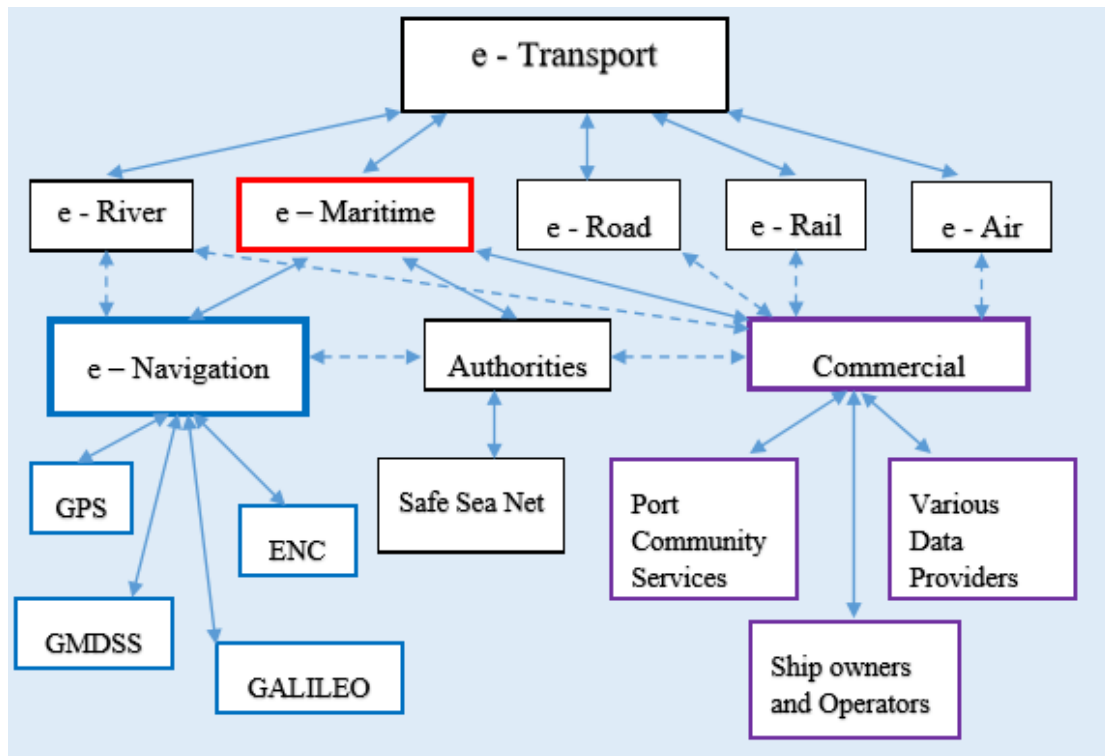 e - Transport
e - River
e – Maritime
e - Road
e - Rail
e - Air
e – Navigation
Authorities
Commercial
GPS
ENC
Safe Sea Net
Port
Community
Services
Various
Data
Providers
GMDSS
GALILEO
Ship owners
and Operators